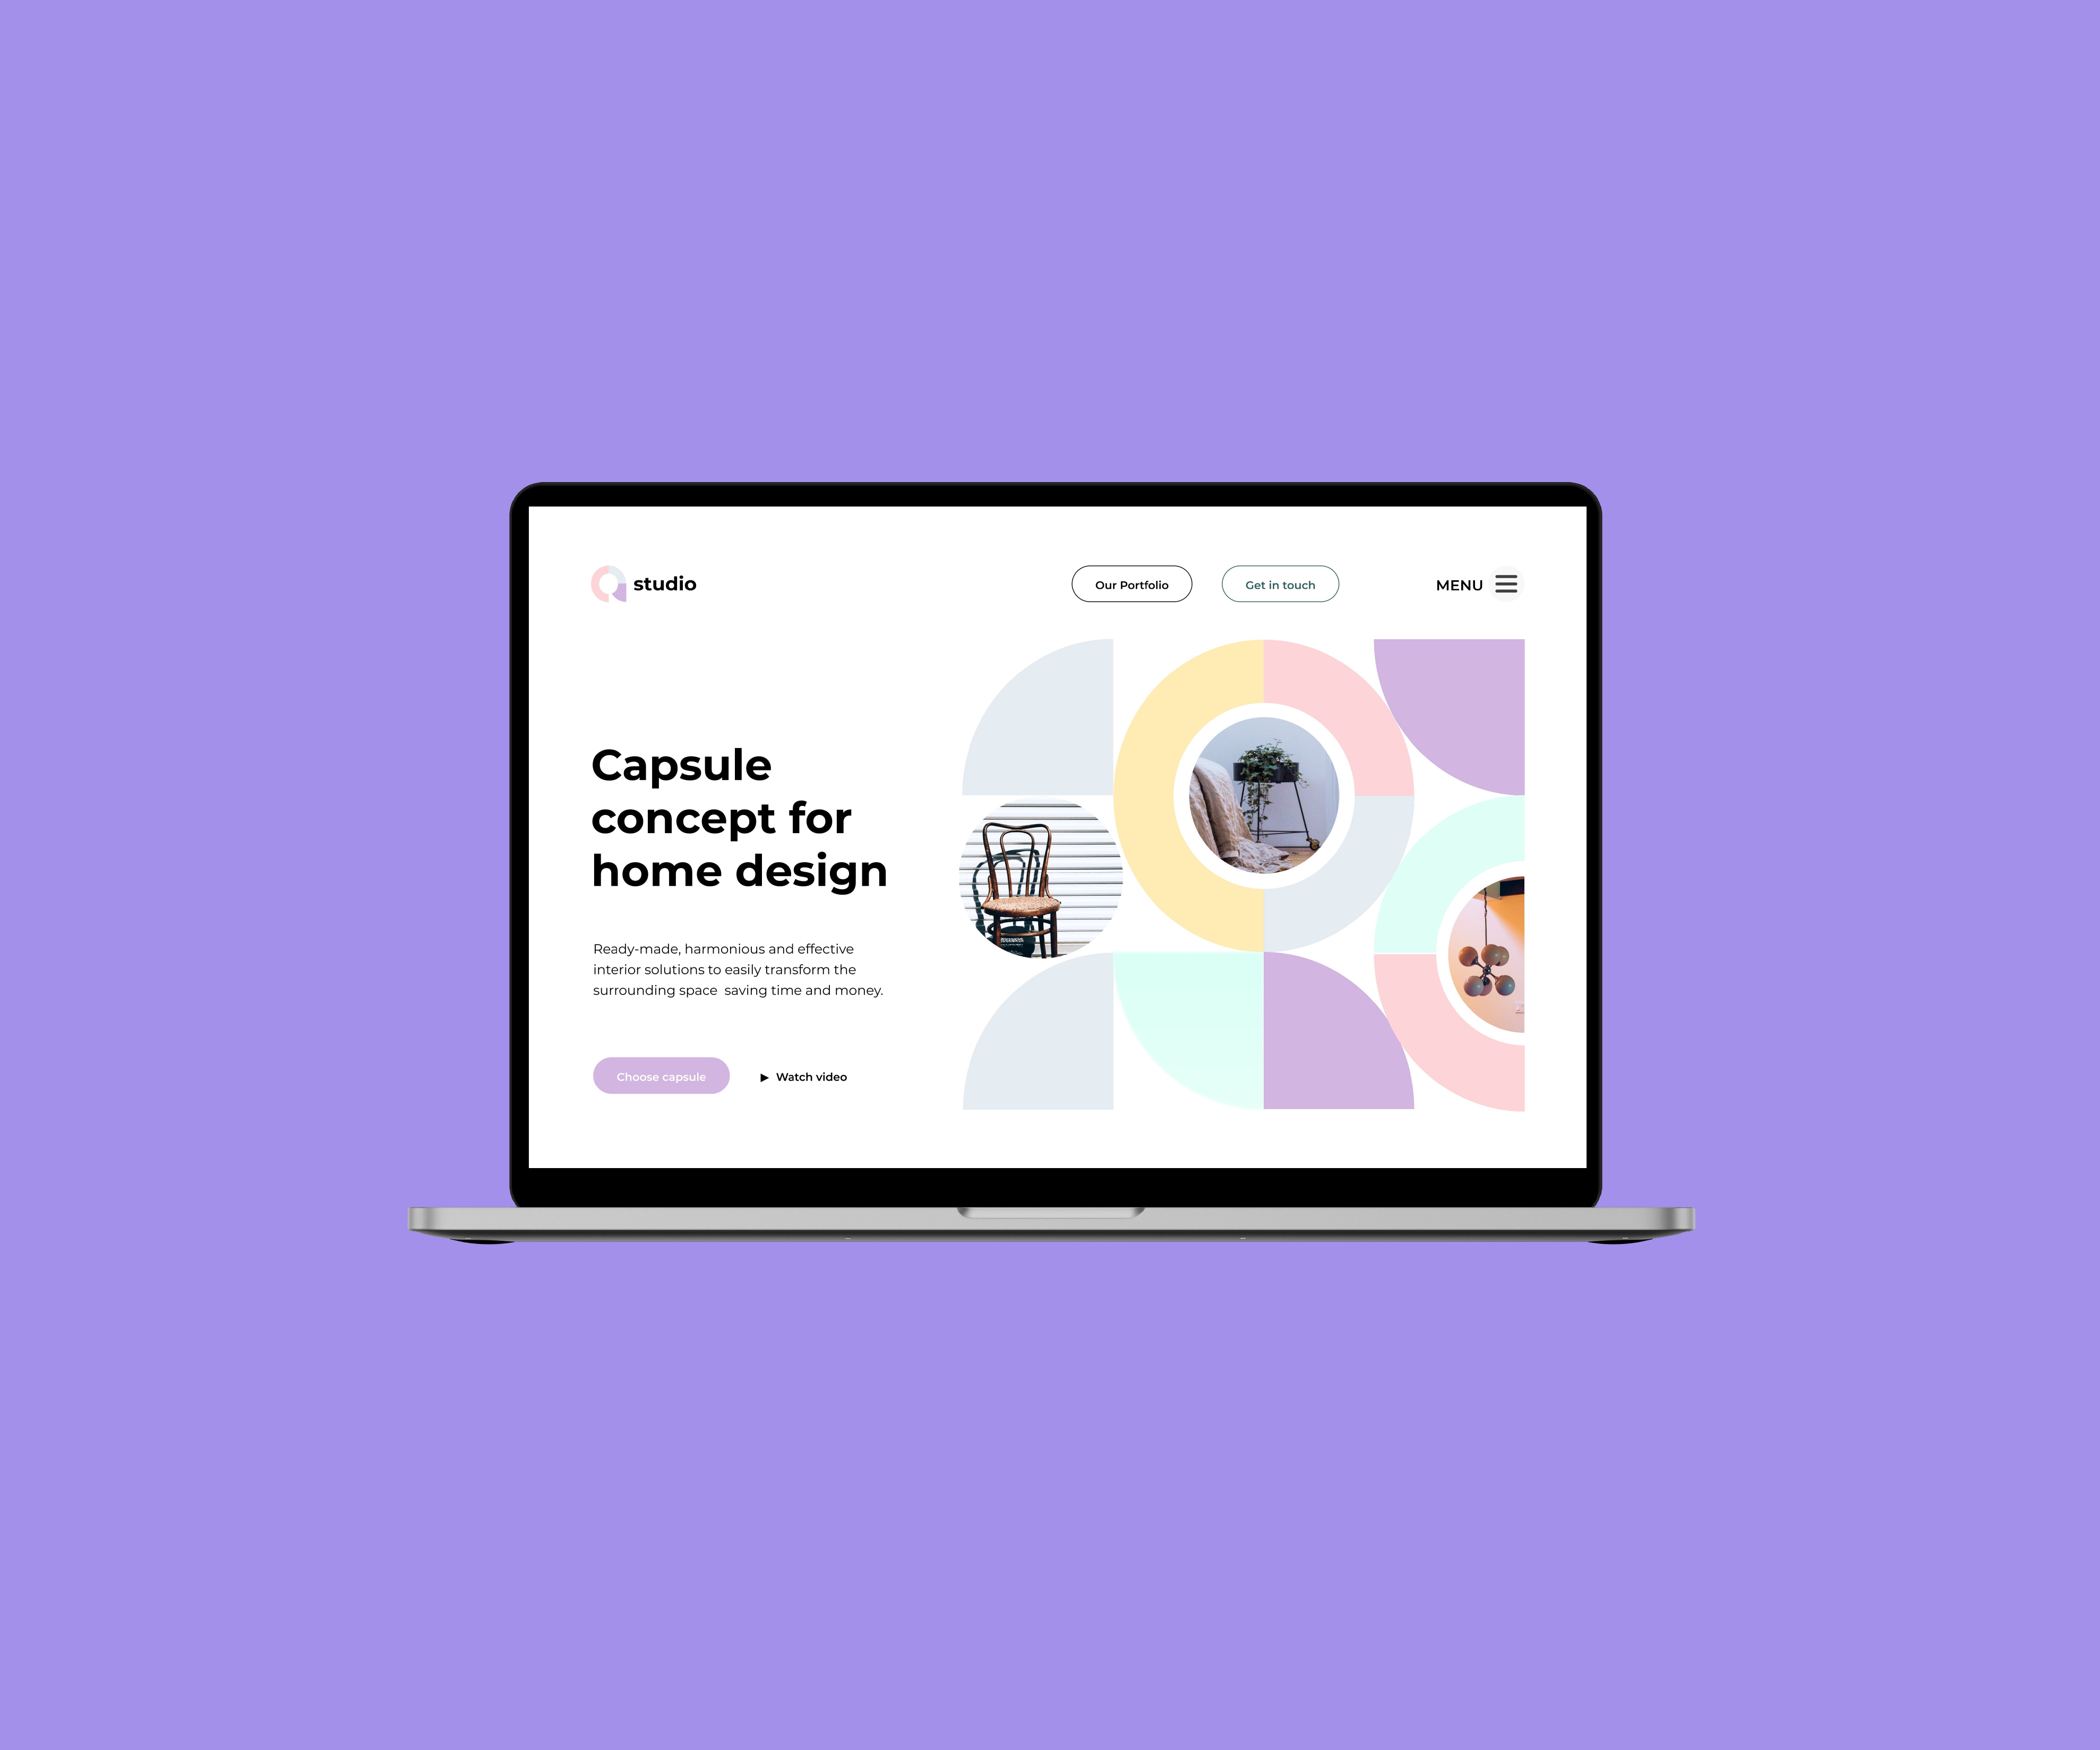 studio
Our Portfolio
Get in touch
MENU
Capsule
concept for
home design
Ready-made, harmonious and effective
interior solutions to easily transform the
surrounding space  saving time and money.
Choose capsule
Watch video